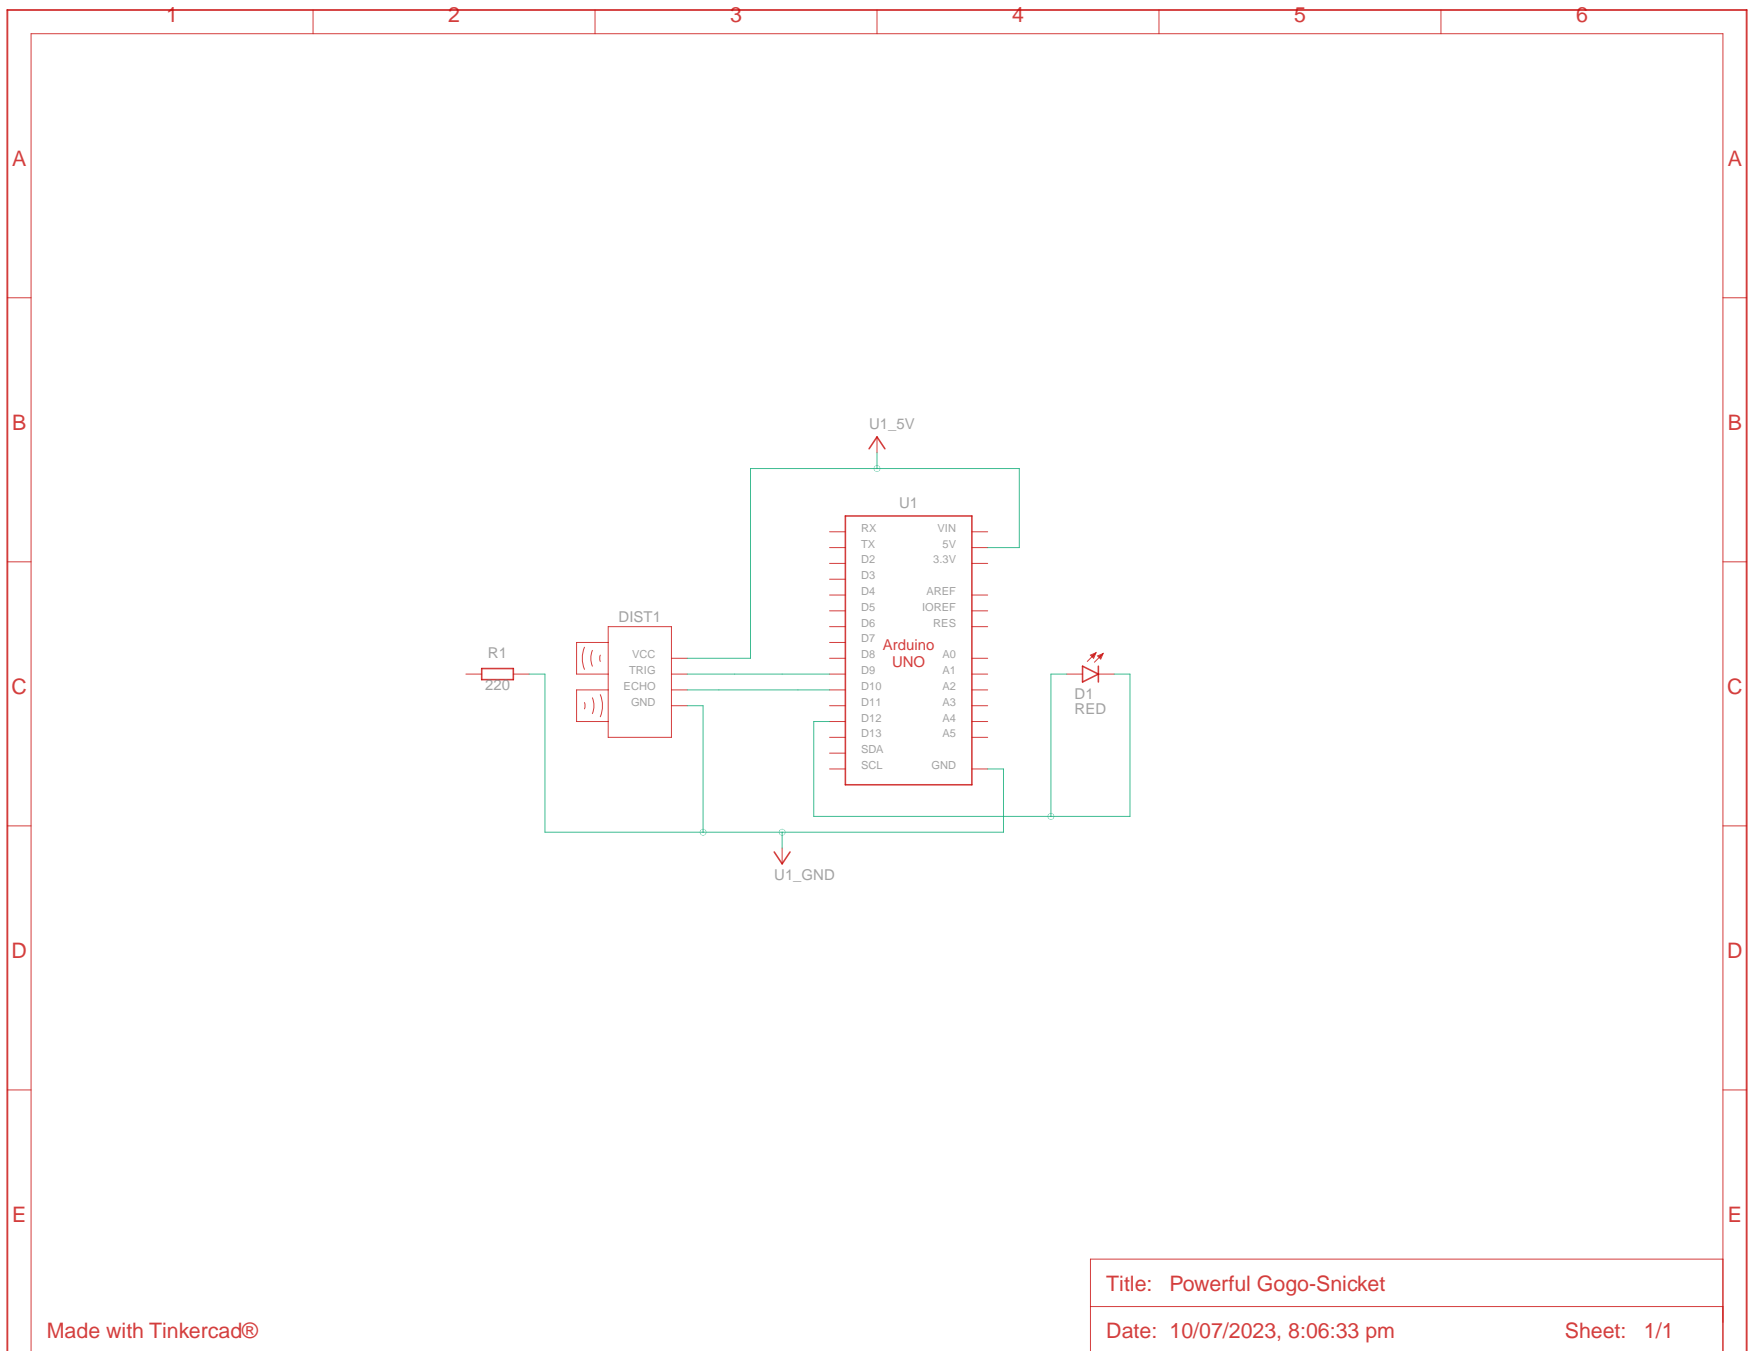 1 2 3 4 5 6
A A
B B
U1_5V
U1
RX VIN
TX 5V
D2 3.3V
D3
D4 AREF
D5 IOREF
D6 RES
D7
Arduino
UNO
D8 A0
D9 A1
D10 A2
D11 A3
D12 A4
D13 A5
SDA
SCL GND
DIST1
VCC
TRIG
ECHO
GND
R1
220
D1
RED
C C
U1_GND
D D
E E
Title: Powerful Gogo-Snicket
Made with Tinkercad®
Date: 10/07/2023, 8:06:33 pm Sheet: 1/1